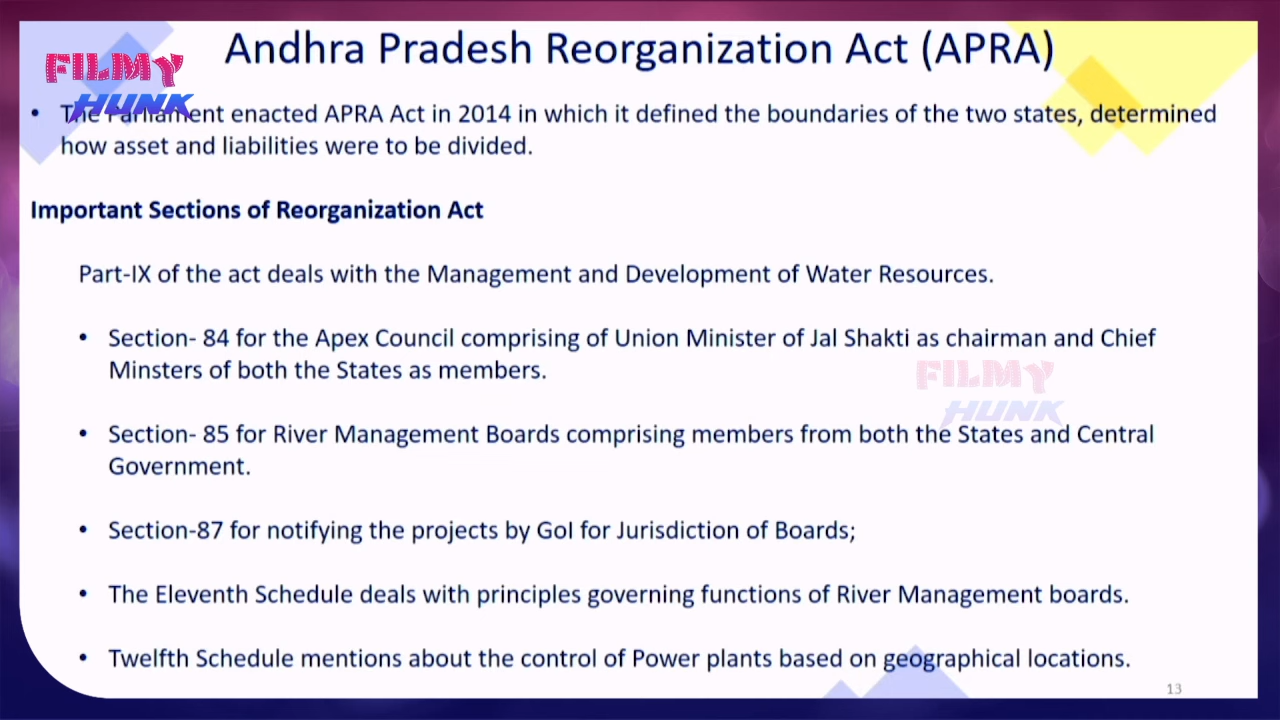 Andhra Pradesh Reorganization Act (APRA)
FILMY
HUNK
• The Parliament enacted APRA Act in 2014 in which it defined the boundaries of the two states, determined
how asset and liabilities were to be divided.
Important Sections of Reorganization Act
Part-IX of the act deals with the Management and Development of Water Resources.
• Section- 84 for the Apex Council comprising of Union Minister of Jal Shakti as chairman and Chief
Minsters of both the States as members.
FILMY
HUNK
• Section- 85 for River Management Boards comprising members from both the States and Central
Government.
• Section-87 for notifying the projects by GoI for Jurisdiction of Boards;
• The Eleventh Schedule deals with principles governing functions of River Management boards.
• Twelfth Schedule mentions about the control of Power plants based on geographical locations.
13